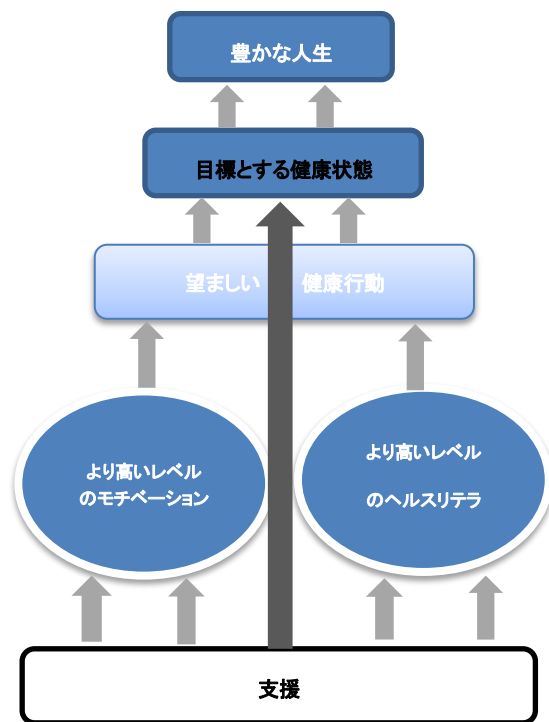 豊かな人生
目標とする健康状態
望ましい 健康行動
より高いレベル
のモチベーション
より高いレベル
のヘルスリテラ
支援